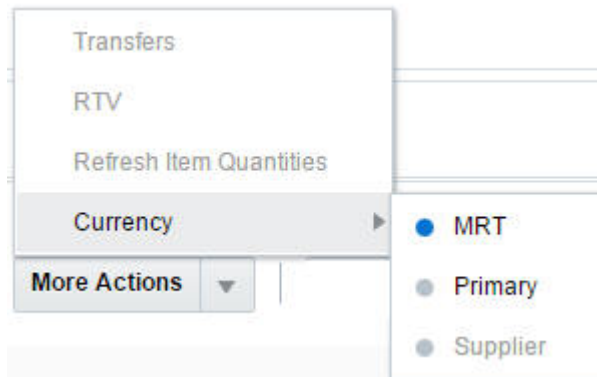 Transfers
RTV
Refresh Item Quantities
Currency
MRT
More Actions
Primary
Supplier